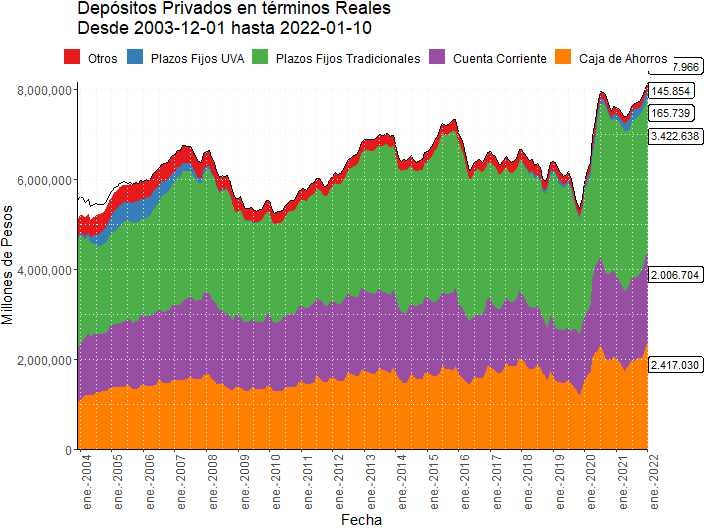 Depósitos Privados en términos Reales
Desde 2003-12-01 hasta 2022-01-10
Otros
Plazos Fijos UVA
Plazos Fijos Tradicionales
Cuenta Corriente
Caja de Ahorros
7.966
145.854
165.739
3.422.638
2.006.704
2.417.030
8,000,000
6,000,000
4,000,000
2,000,000
0
Millones de Pesos
ene.-2004
ene.-2005
ene.-2006
ene.-2007
ene.-2008
ene.-2009
ene.-2010
ene.-2011
ene.-2012
ene.-2013
ene.-2014
ene.-2015
ene.-2016
ene.-2017
ene.-2018
ene.-2019
ene.-2020
ene.-2021
ene.-2022
Fecha